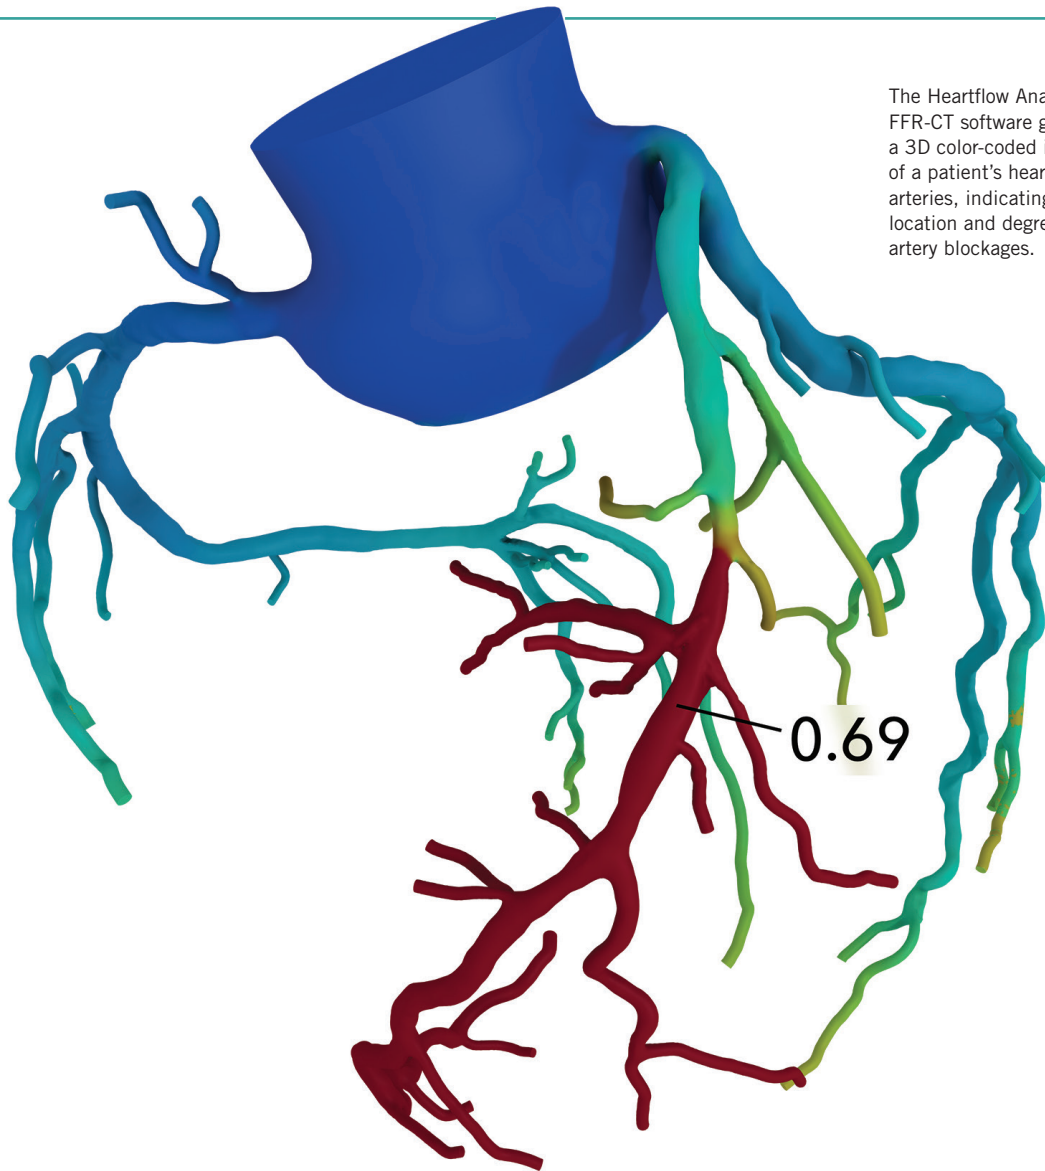 The Heartflow Ana
FFR-CT software g
a 3D color-coded i
of a patient's hear
arteries, indicating
location and degre
artery blockages.
0.69